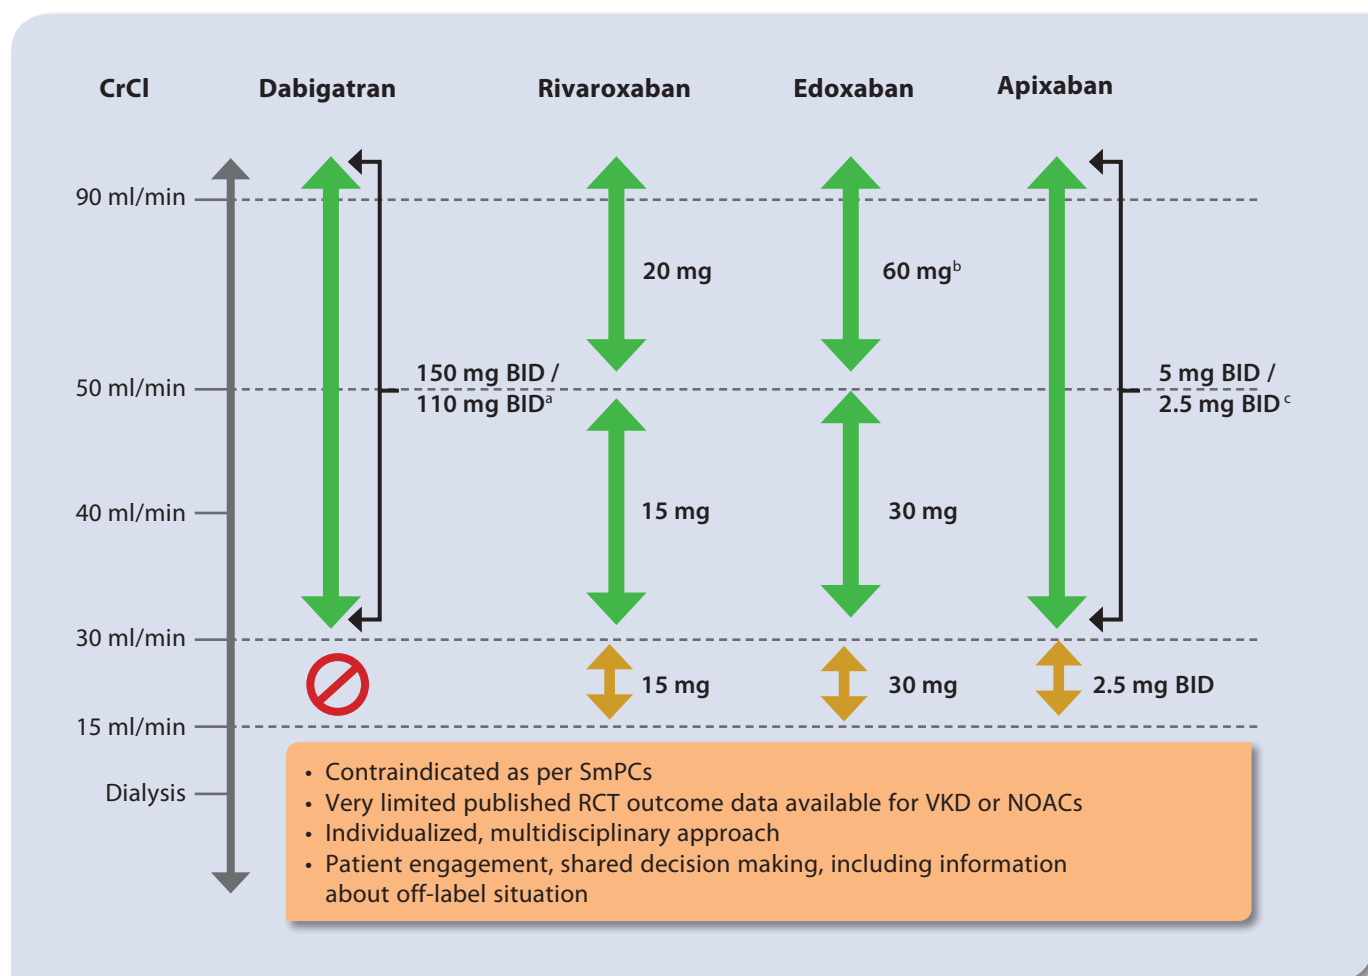 CrCl Dabigatran Rivaroxaban Edoxaban Apixaban
90 ml/min
20 mg 60 mgᵇ
150 mg BID /
110 mg BIDᵃ
5 mg BID /
2.5 mg BIDᶜ
50 ml/min
40 ml/min 15 mg 30 mg
30 ml/min
15 mg 30 mg 2.5 mg BID
15 ml/min
Dialysis
• Contraindicated as per SmPCs
• Very limited published RCT outcome data available for VKD or NOACs
• Individualized, multidisciplinary approach
• Patient engagement, shared decision making, including information
about off-label situation